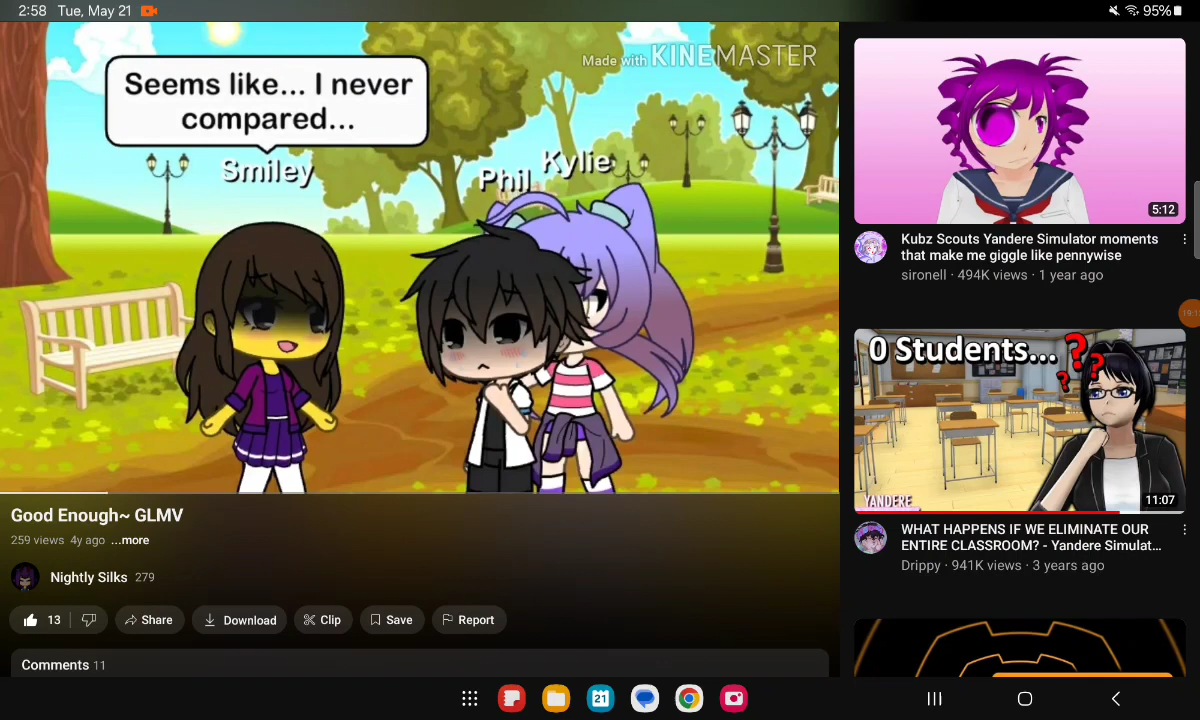 2:58 Tue, May 21
95%
Made with KINEMASTER
Seems like... I never
compared...
Smiley
Phil
Kylie
Good Enough~ GLMV
259 views 4y ago ...more
Nightly Silks 279
13
Share
Download
Clip
Save
Report
Comments 11
5:12
Kubz Scouts Yandere Simulator moments
that make me giggle like pennywise
sironell · 494K views · 1 year ago
0 Students...
???
YANDERE
11:07
WHAT HAPPENS IF WE ELIMINATE OUR
ENTIRE CLASSROOM? - Yandere Simulat...
Drippy · 941K views · 3 years ago
21